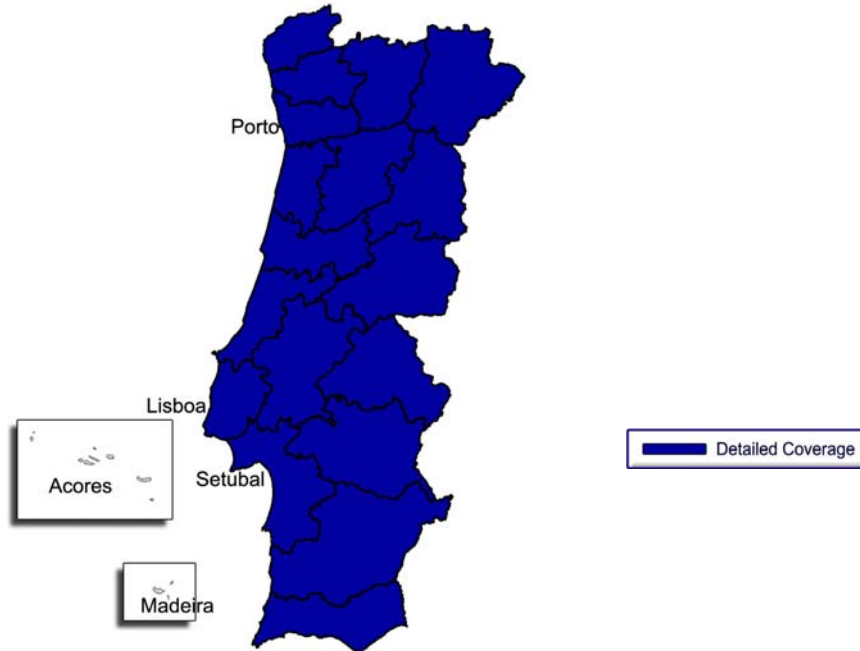 Porto
Lisboa
Detailed Coverage
Setubal
Acores
Madeira